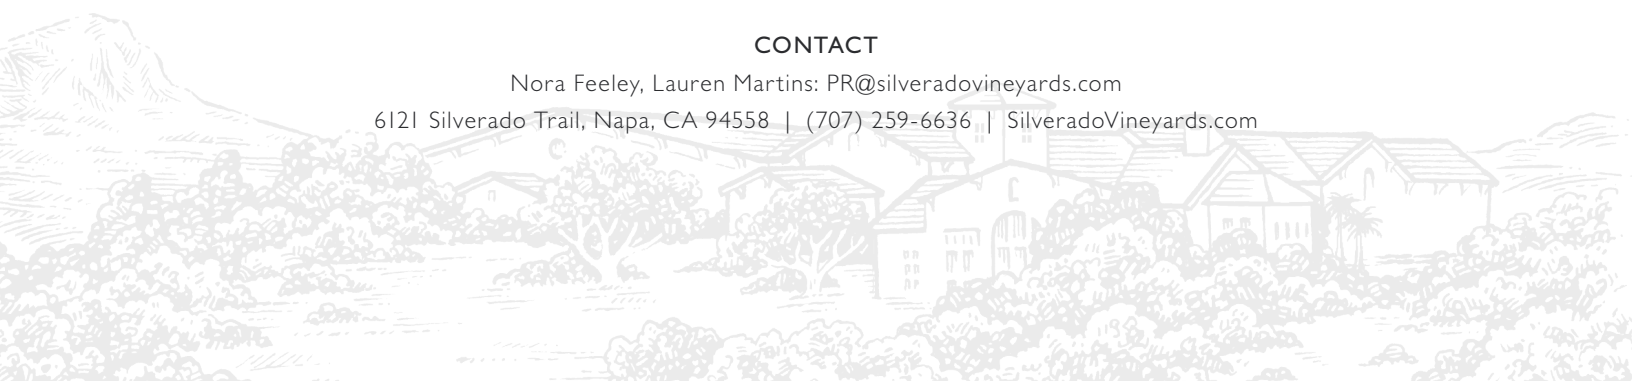 CONTACT
Nora Feeley, Lauren Martins: PR@silveradovineyards.com
6121 Silverado Trail, Napa, CA 94558 | (707) 259-6636 | SilveradoVineyards.com